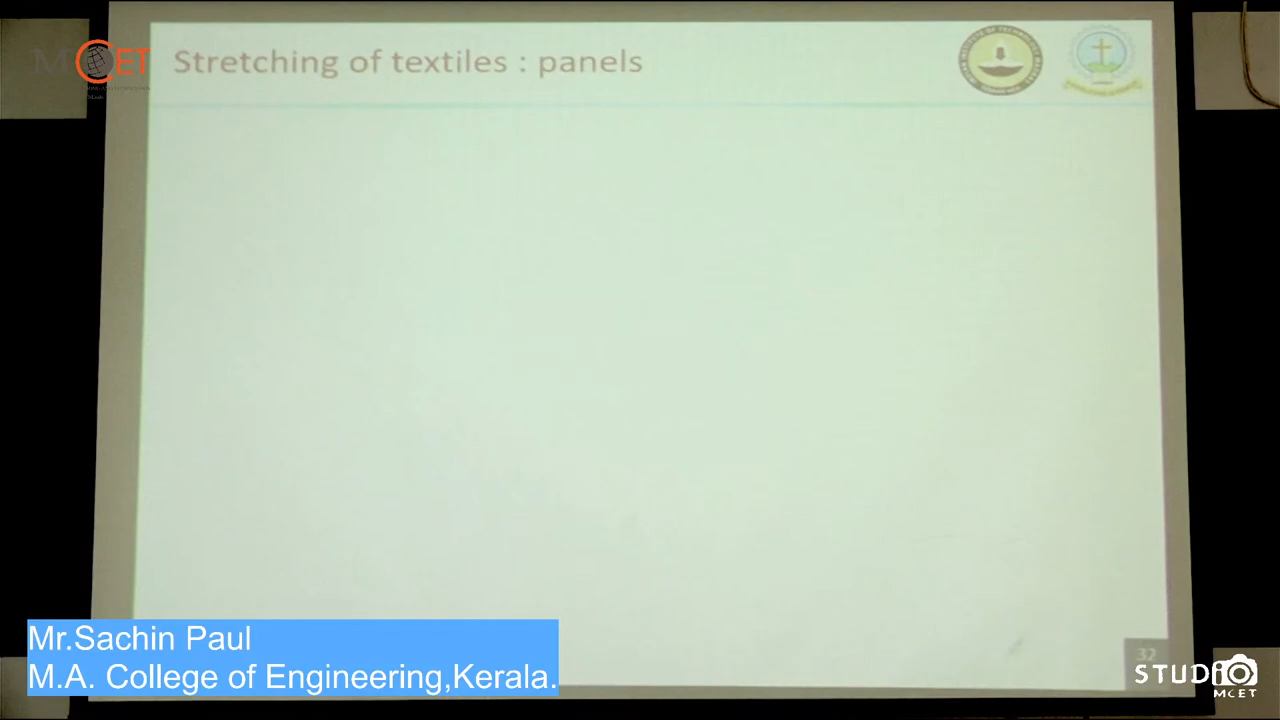 MCET
Stretching of textiles : panels
Mr.Sachin Paul
M.A. College of Engineering,Kerala.
32
STUDIO
MCET